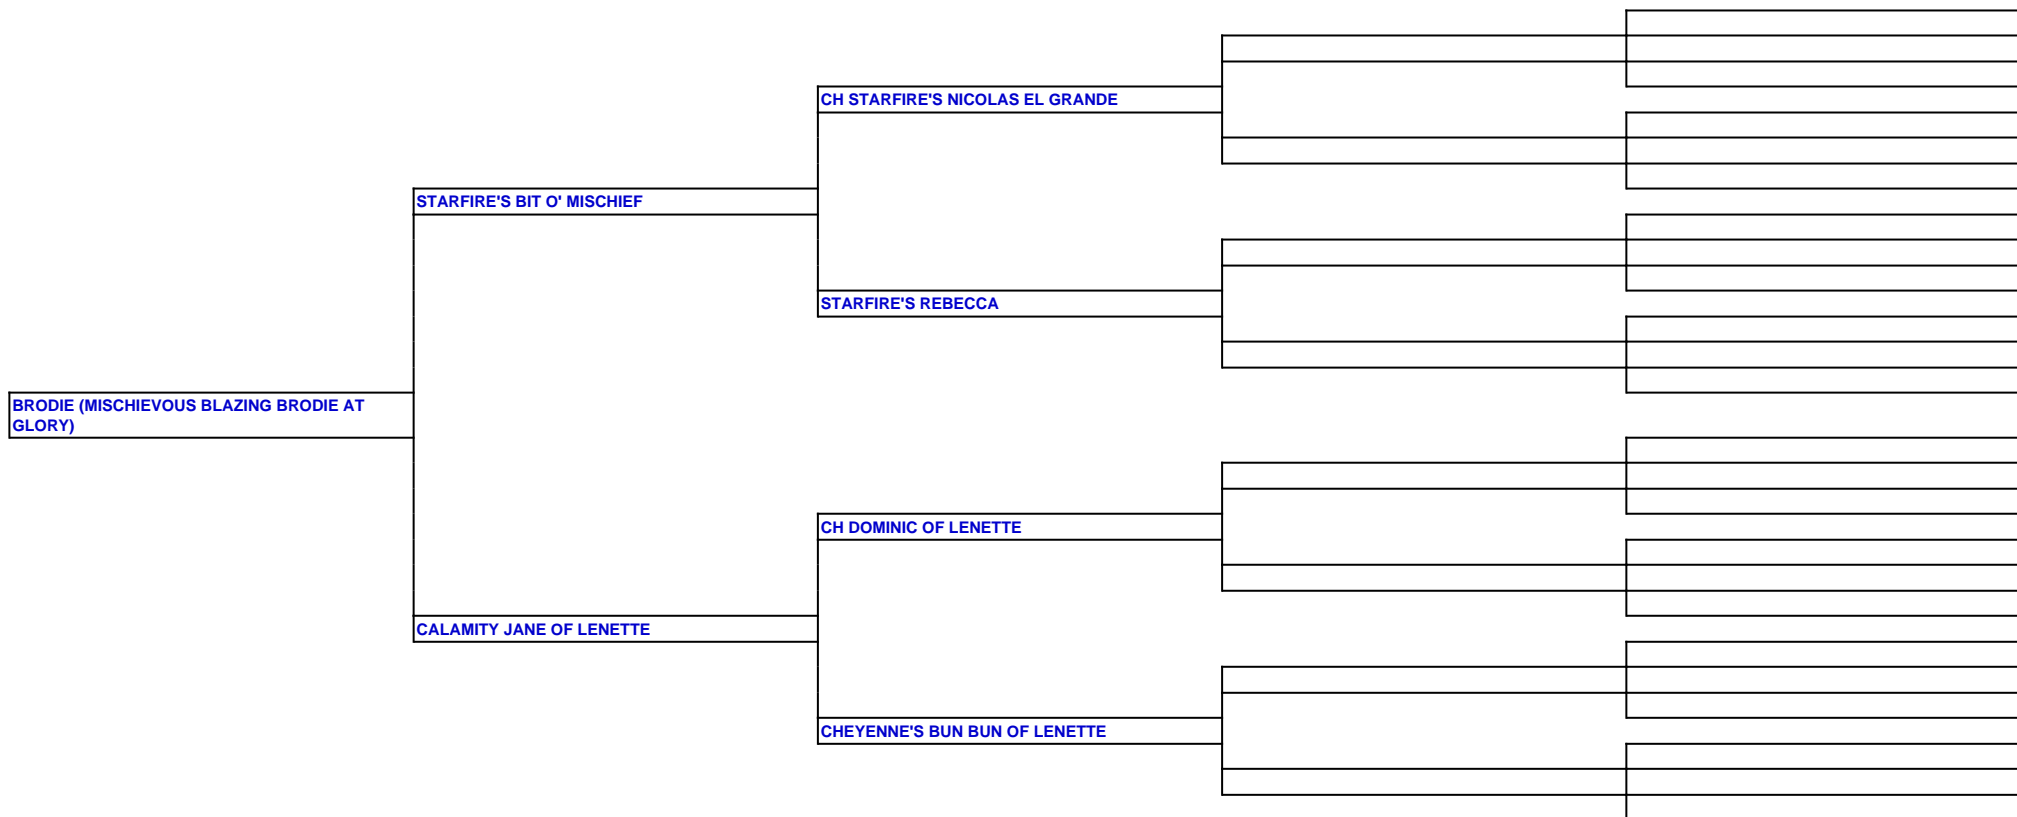 CH STARFIRE'S NICOLAS EL GRANDE
STARFIRE'S BIT O' MISCHIEF
STARFIRE'S REBECCA
BRODIE (MISCHIEVOUS BLAZING BRODIE AT
GLORY)
CH DOMINIC OF LENETTE
CALAMITY JANE OF LENETTE
CHEYENNE'S BUN BUN OF LENETTE